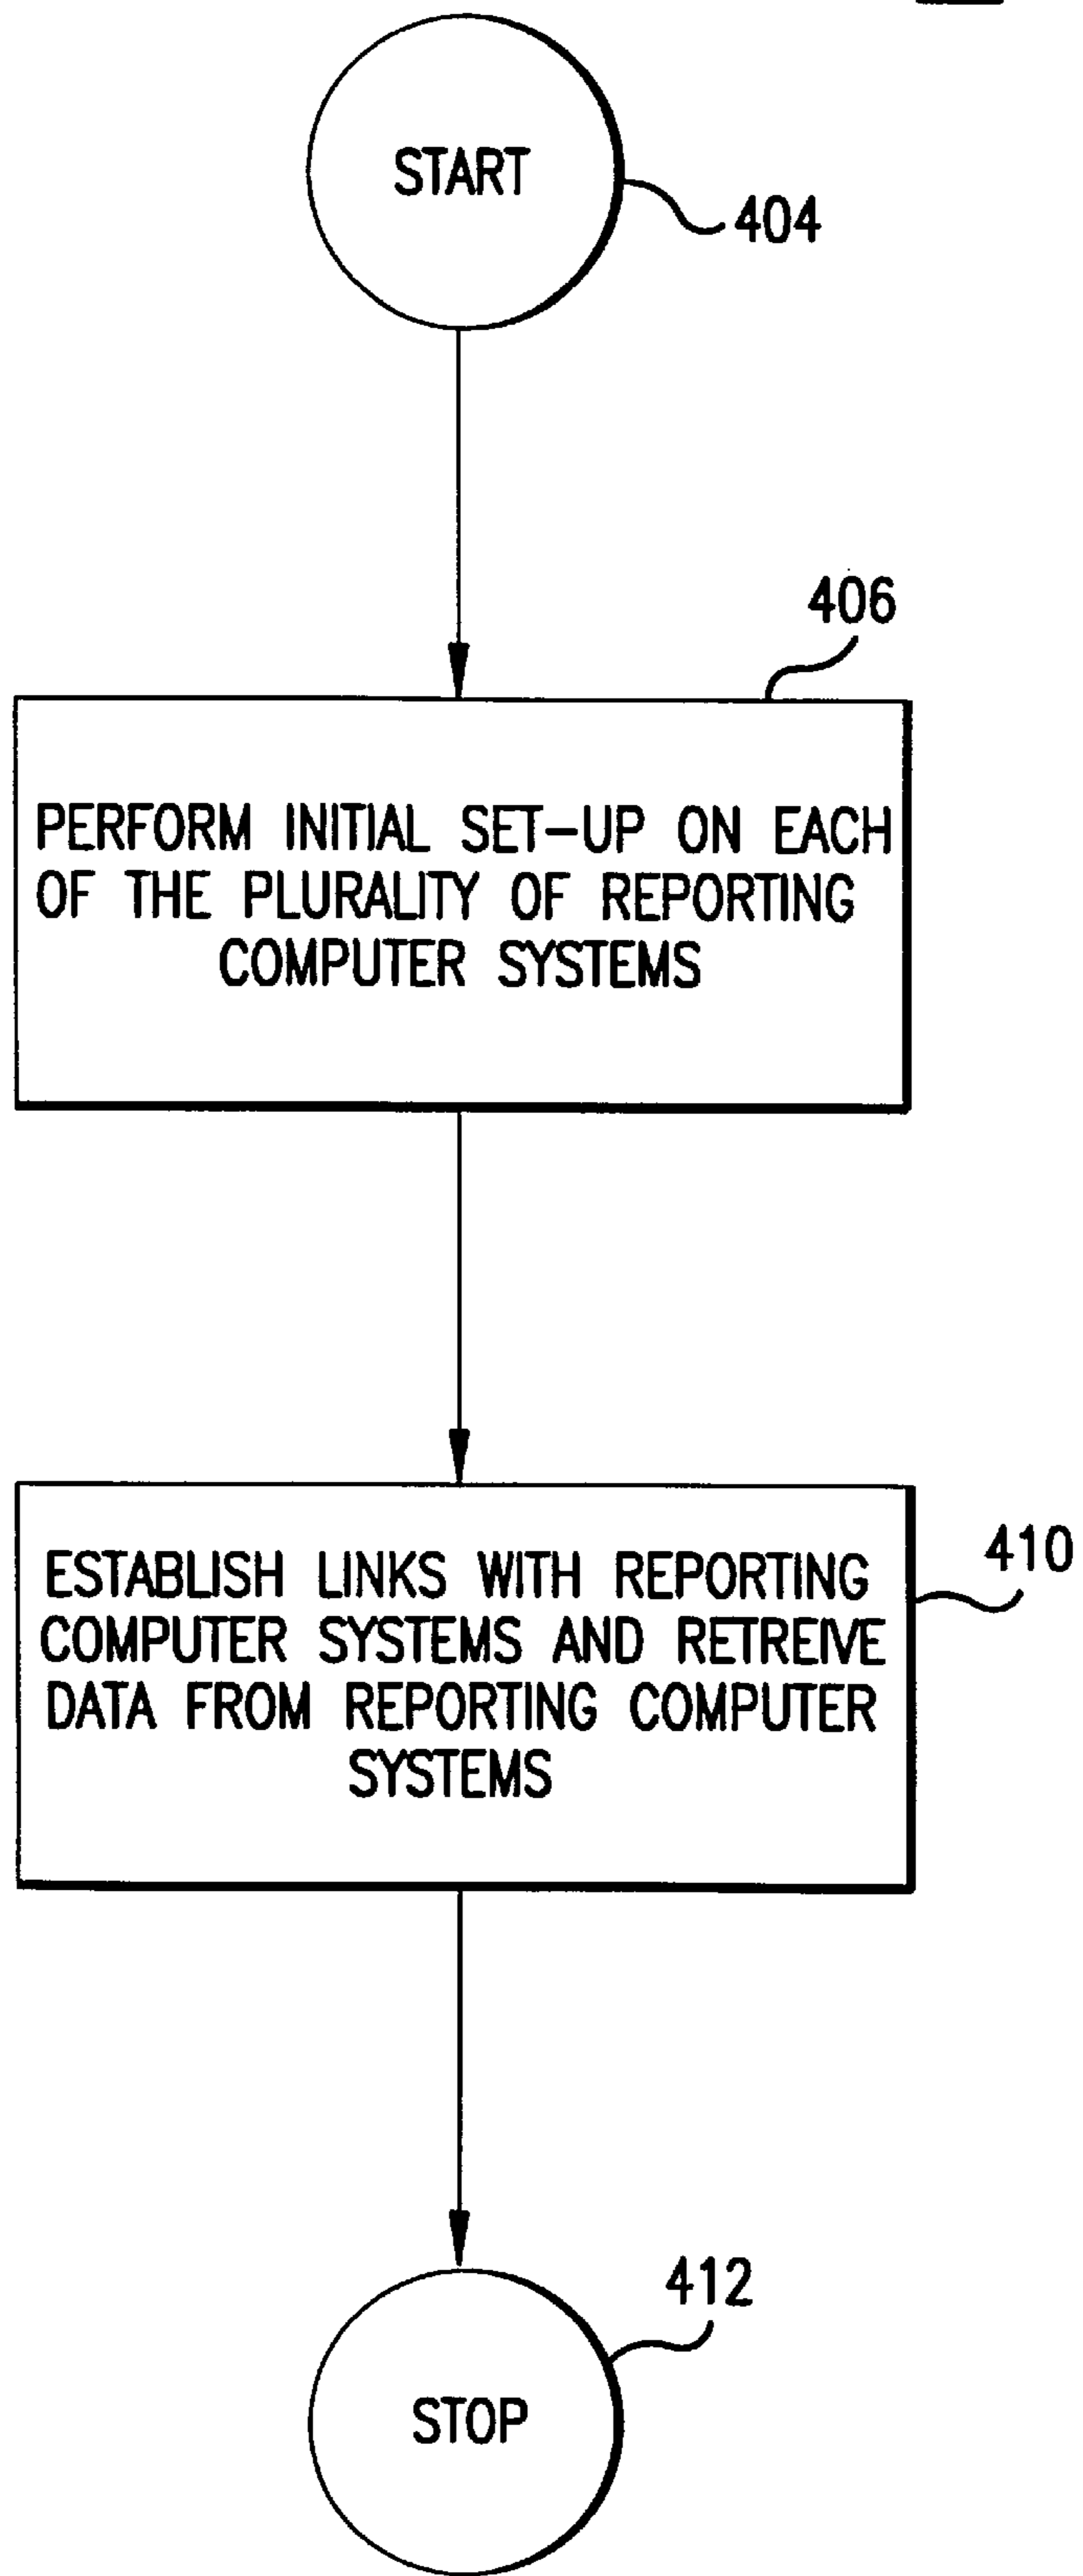 START
404
406
PERFORM INITIAL SET-UP ON EACH
OF THE PLURALITY OF REPORTING
COMPUTER SYSTEMS
ESTABLISH LINKS WITH REPORTING
COMPUTER SYSTEMS AND RETREIVE
DATA FROM REPORTING COMPUTER
SYSTEMS
410
412
STOP